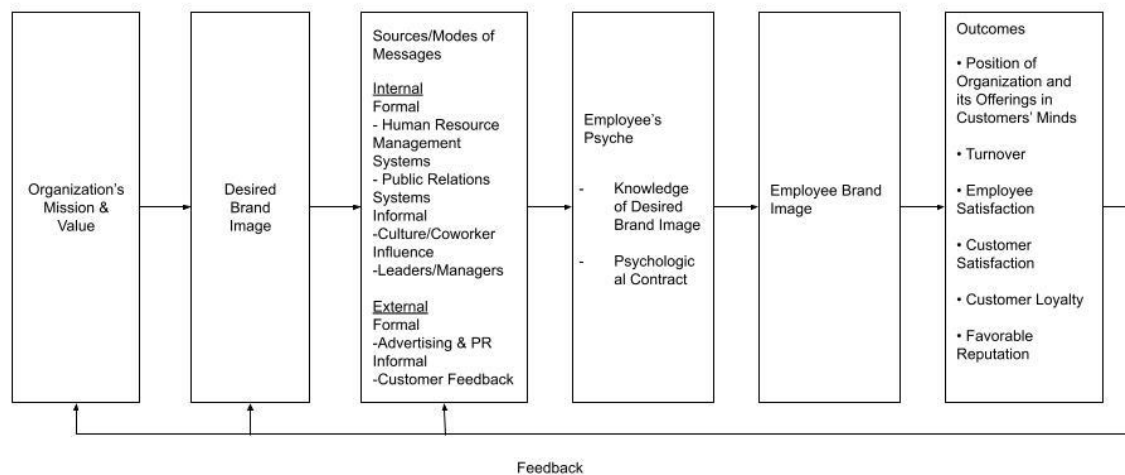 Organization's
Mission & 
Value
Desired
Brand
Image
Sources/Modes of
Messages
Internal
Formal
- Human Resource
Management
Systems
- Public Relations
Systems
Informal
-Culture/Coworker
Influence
-Leaders/Managers
External
Formal
-Advertising & PR
Informal
-Customer Feedback
Employee's
Psyche
- Knowledge
of Desired
Brand Image
- Psychologic
al Contract
Employee Brand
Image
Outcomes
• Position of
Organization and
its Offerings in
Customers' Minds
• Turnover
• Employee
Satisfaction
• Customer
Satisfaction
• Customer Loyalty
• Favorable
Reputation
Feedback